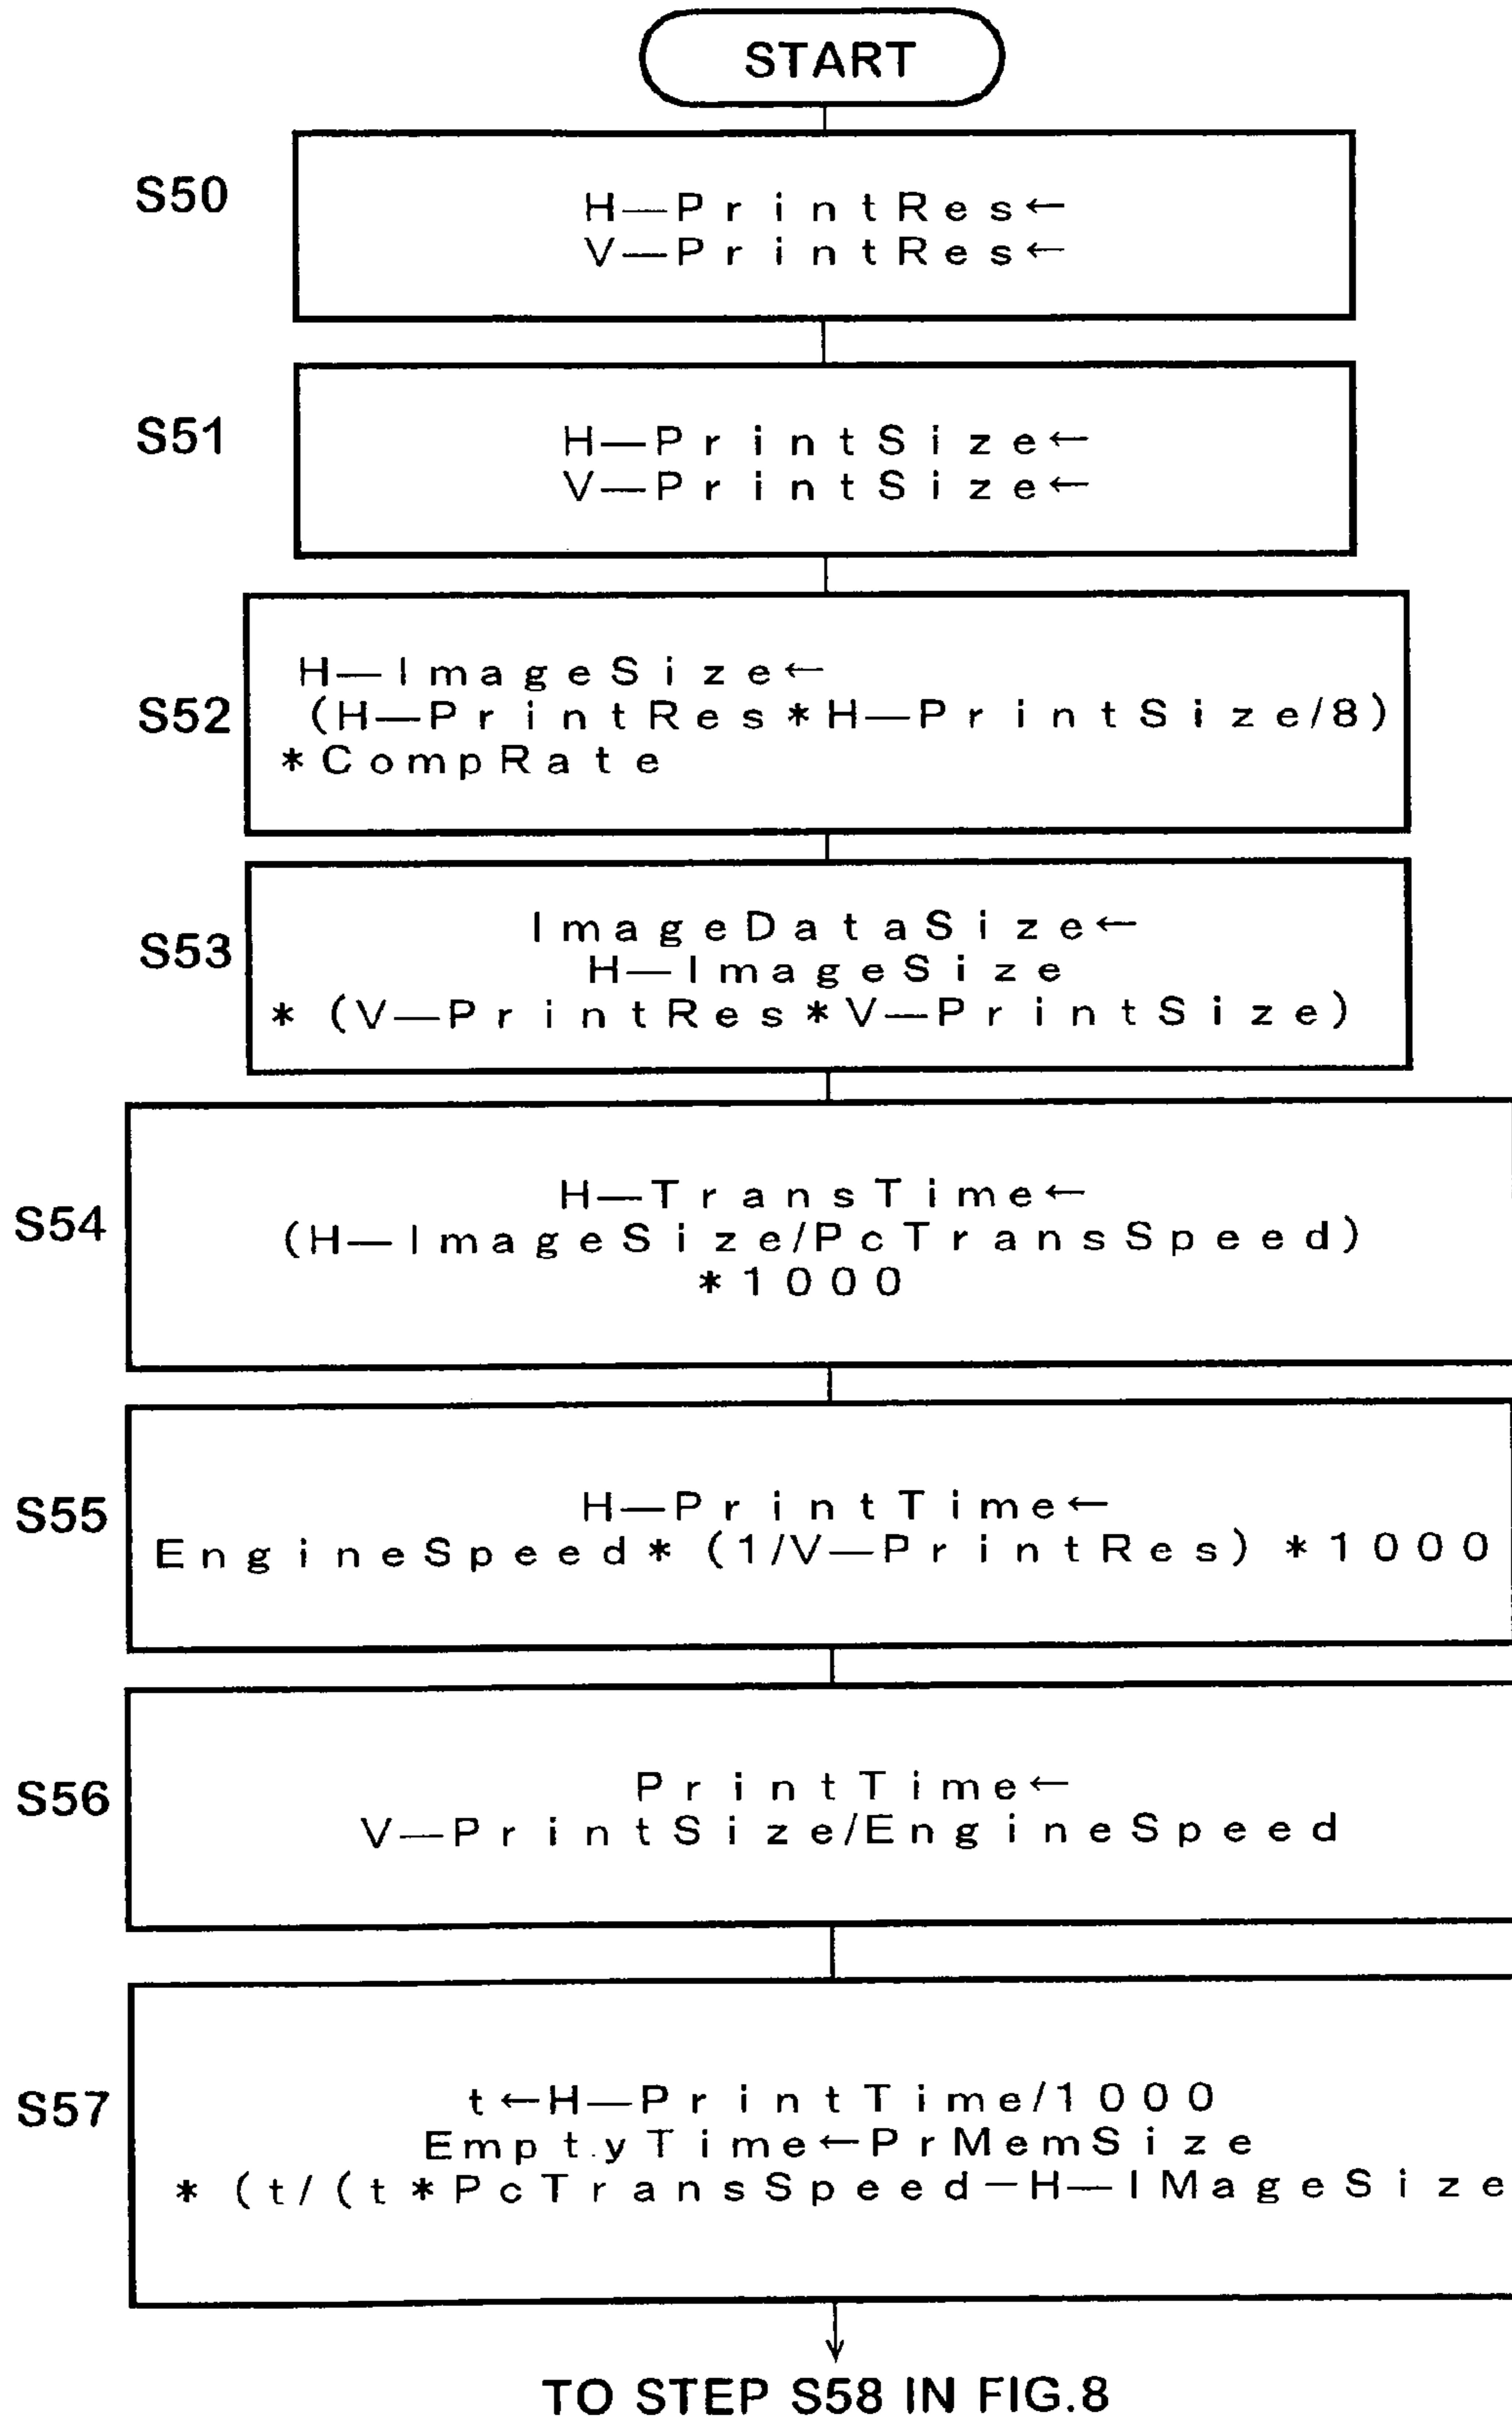 START
S50
H—PrintRes←
V—PrintRes←
S51
H—PrintSize←
V—PrintSize←
S52
H—ImageSize←
(H—PrintRes*H—PrintSize/8)
*CompRate
S53
ImageDataSize←
H—ImageSize
*(V—PrintRes*V—PrintSize)
S54
H—TransTime←
(H—ImageSize/PcTransSpeed)
*1000
S55
H—PrintTime←
EngineSpeed*(1/V—PrintRes)*1000
S56
PrintTime←
V—PrintSize/EngineSpeed
S57
t←H—PrintTime/1000
EmptyTime←PrMemSize
*(t/(t*PcTransSpeed−H—IMageSize
TO STEP S58 IN FIG.8